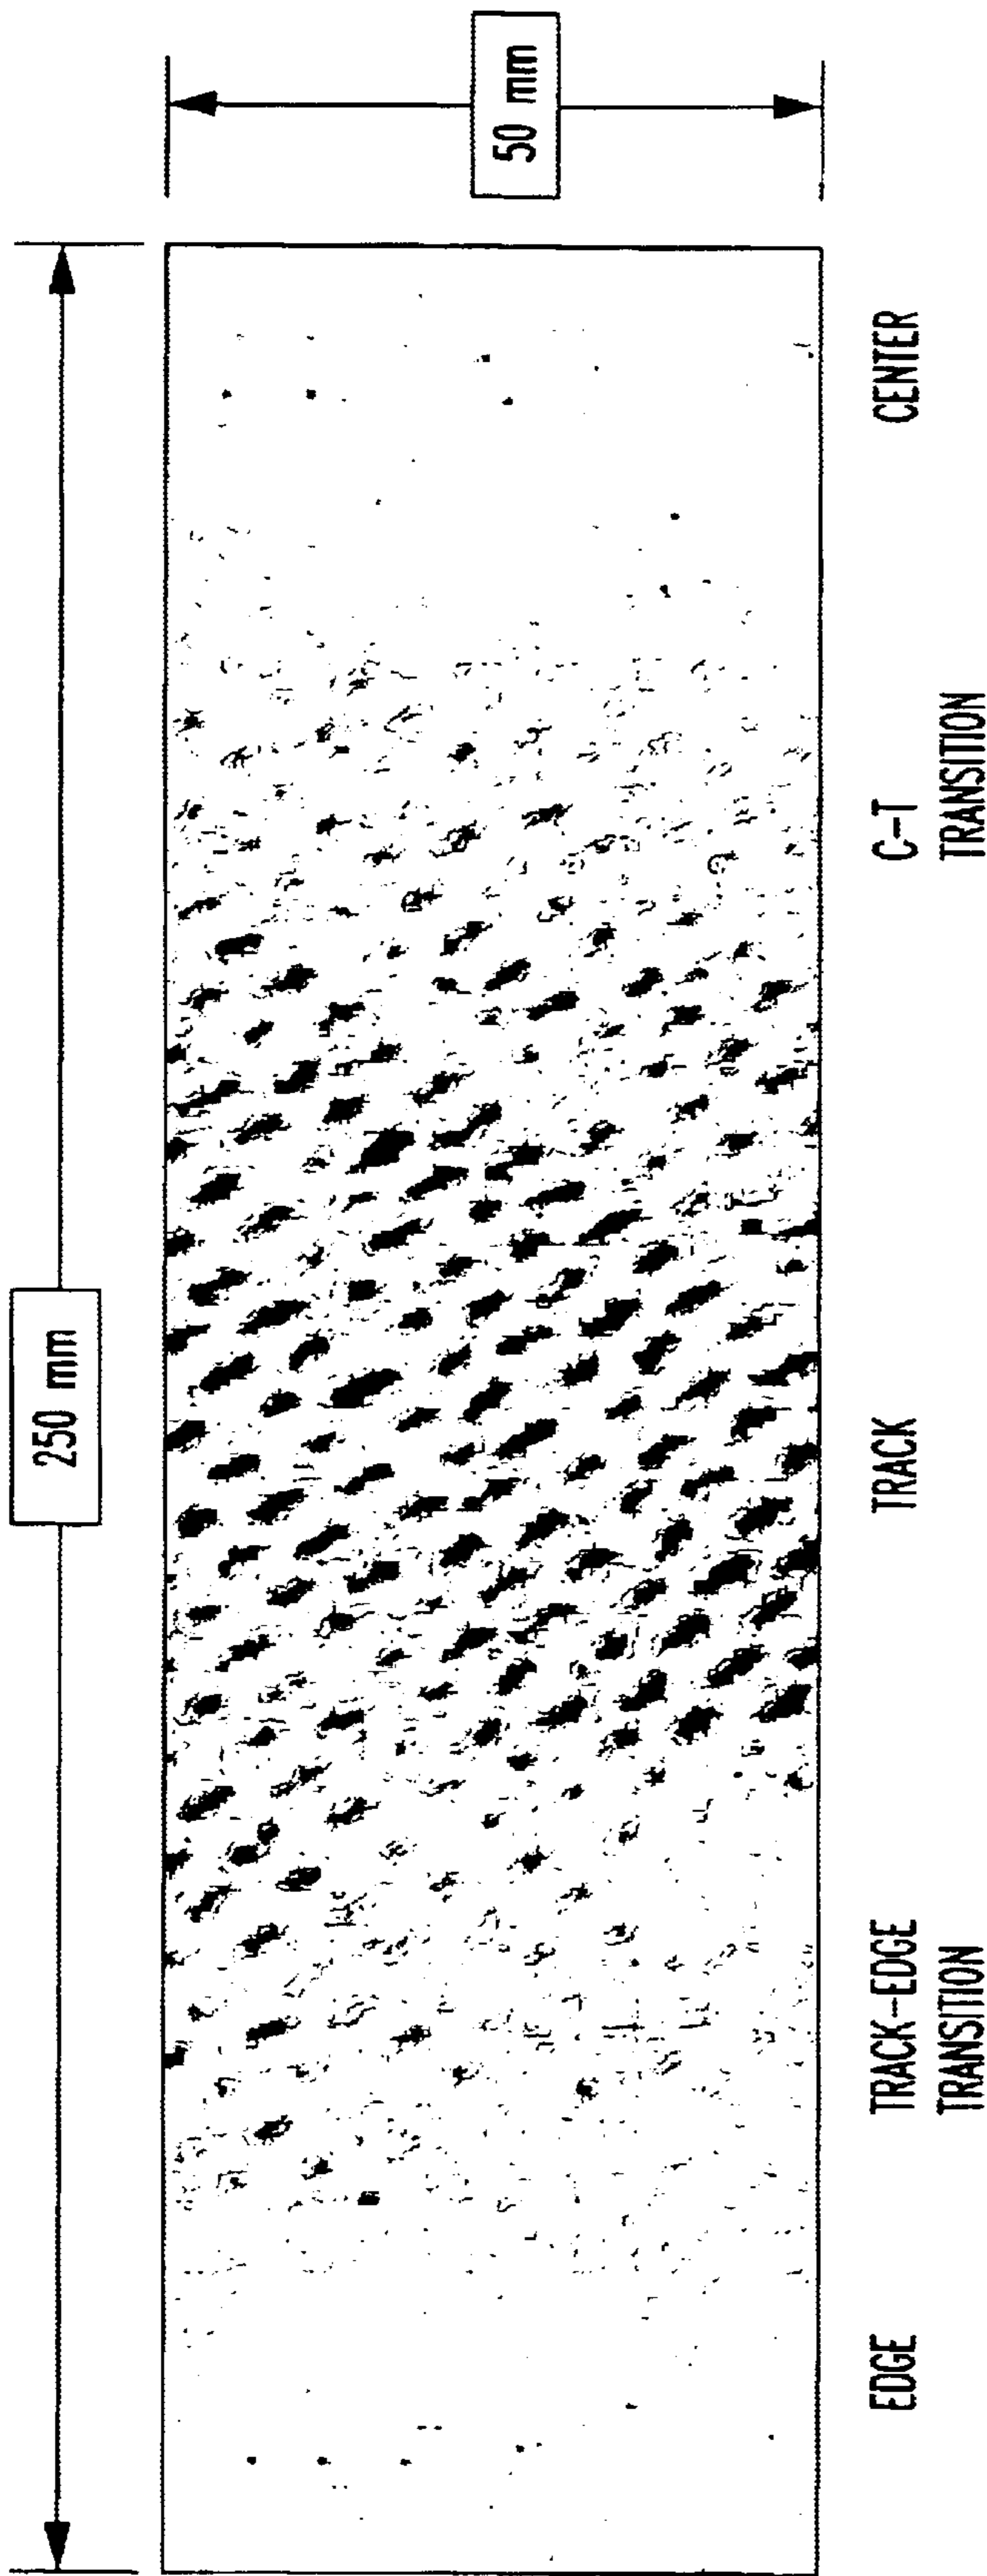 250 mm
50 mm
EDGE
TRACK-EDGE
TRANSITION
TRACK
C-T
TRANSITION
CENTER